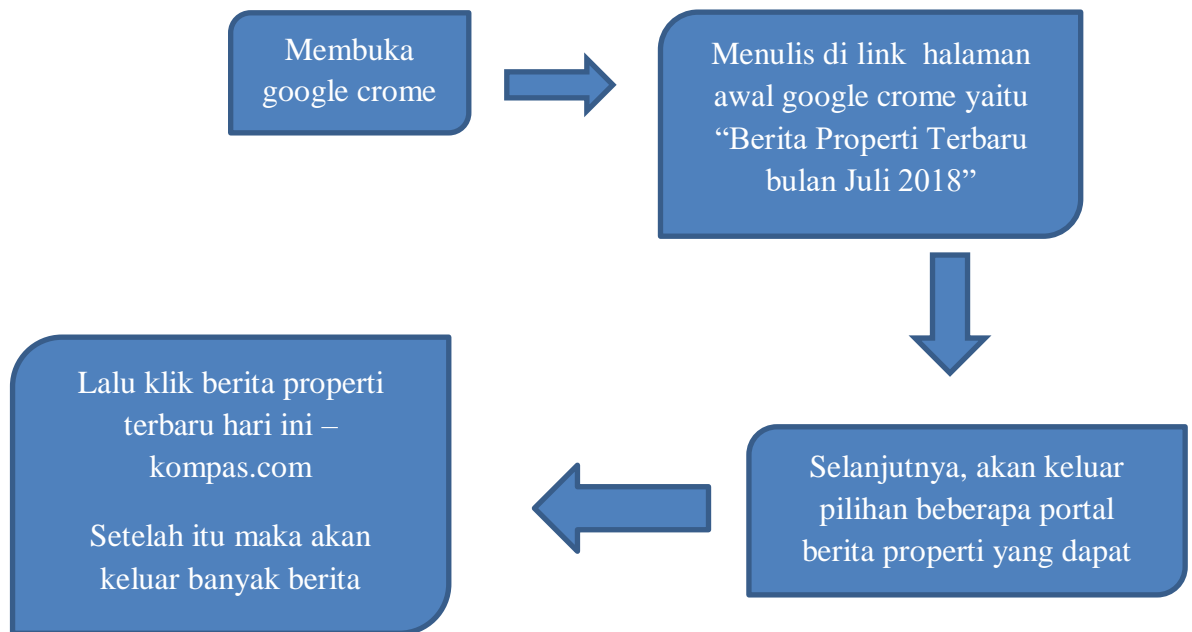 Membuka
google crome
Menulis di link halaman
awal google crome yaitu
“Berita Properti Terbaru
bulan Juli 2018”
Selanjutnya, akan keluar
pilihan beberapa portal
berita properti yang dapat
Lalu klik berita properti
terbaru hari ini –
kompas.com
Setelah itu maka akan
keluar banyak berita